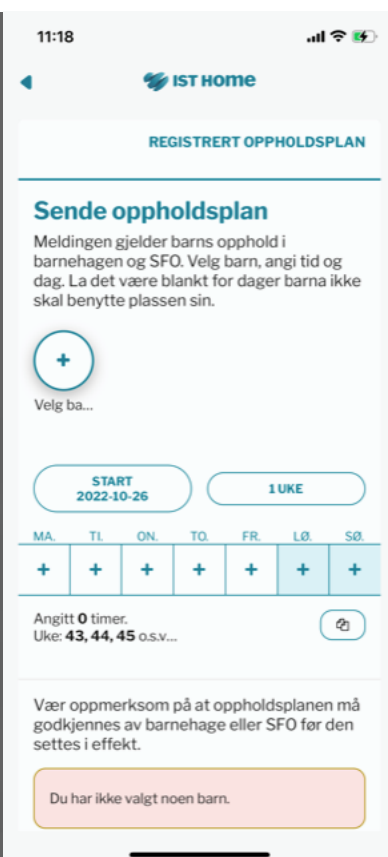 11:18
IST Home
REGISTRERT OPPHOLDSPLAN
Sende oppholdsplan
Meldingen gjelder barns opphold i
barnehagen og SFO. Velg barn, angi tid og
dag. La det være blankt for dager barna ikke
skal benytte plassen sin.
+
Velg ba...
START
2022-10-26
1 UKE
MA. TI. ON. TO. FR. LØ. SØ.
+ + + + + + +
Angitt 0 timer.
Uke: 43, 44, 45 o.s.v...
Vær oppmerksom på at oppholdsplanen må
godkjennes av barnehage eller SFO før den
settes i effekt.
Du har ikke valgt noen barn.